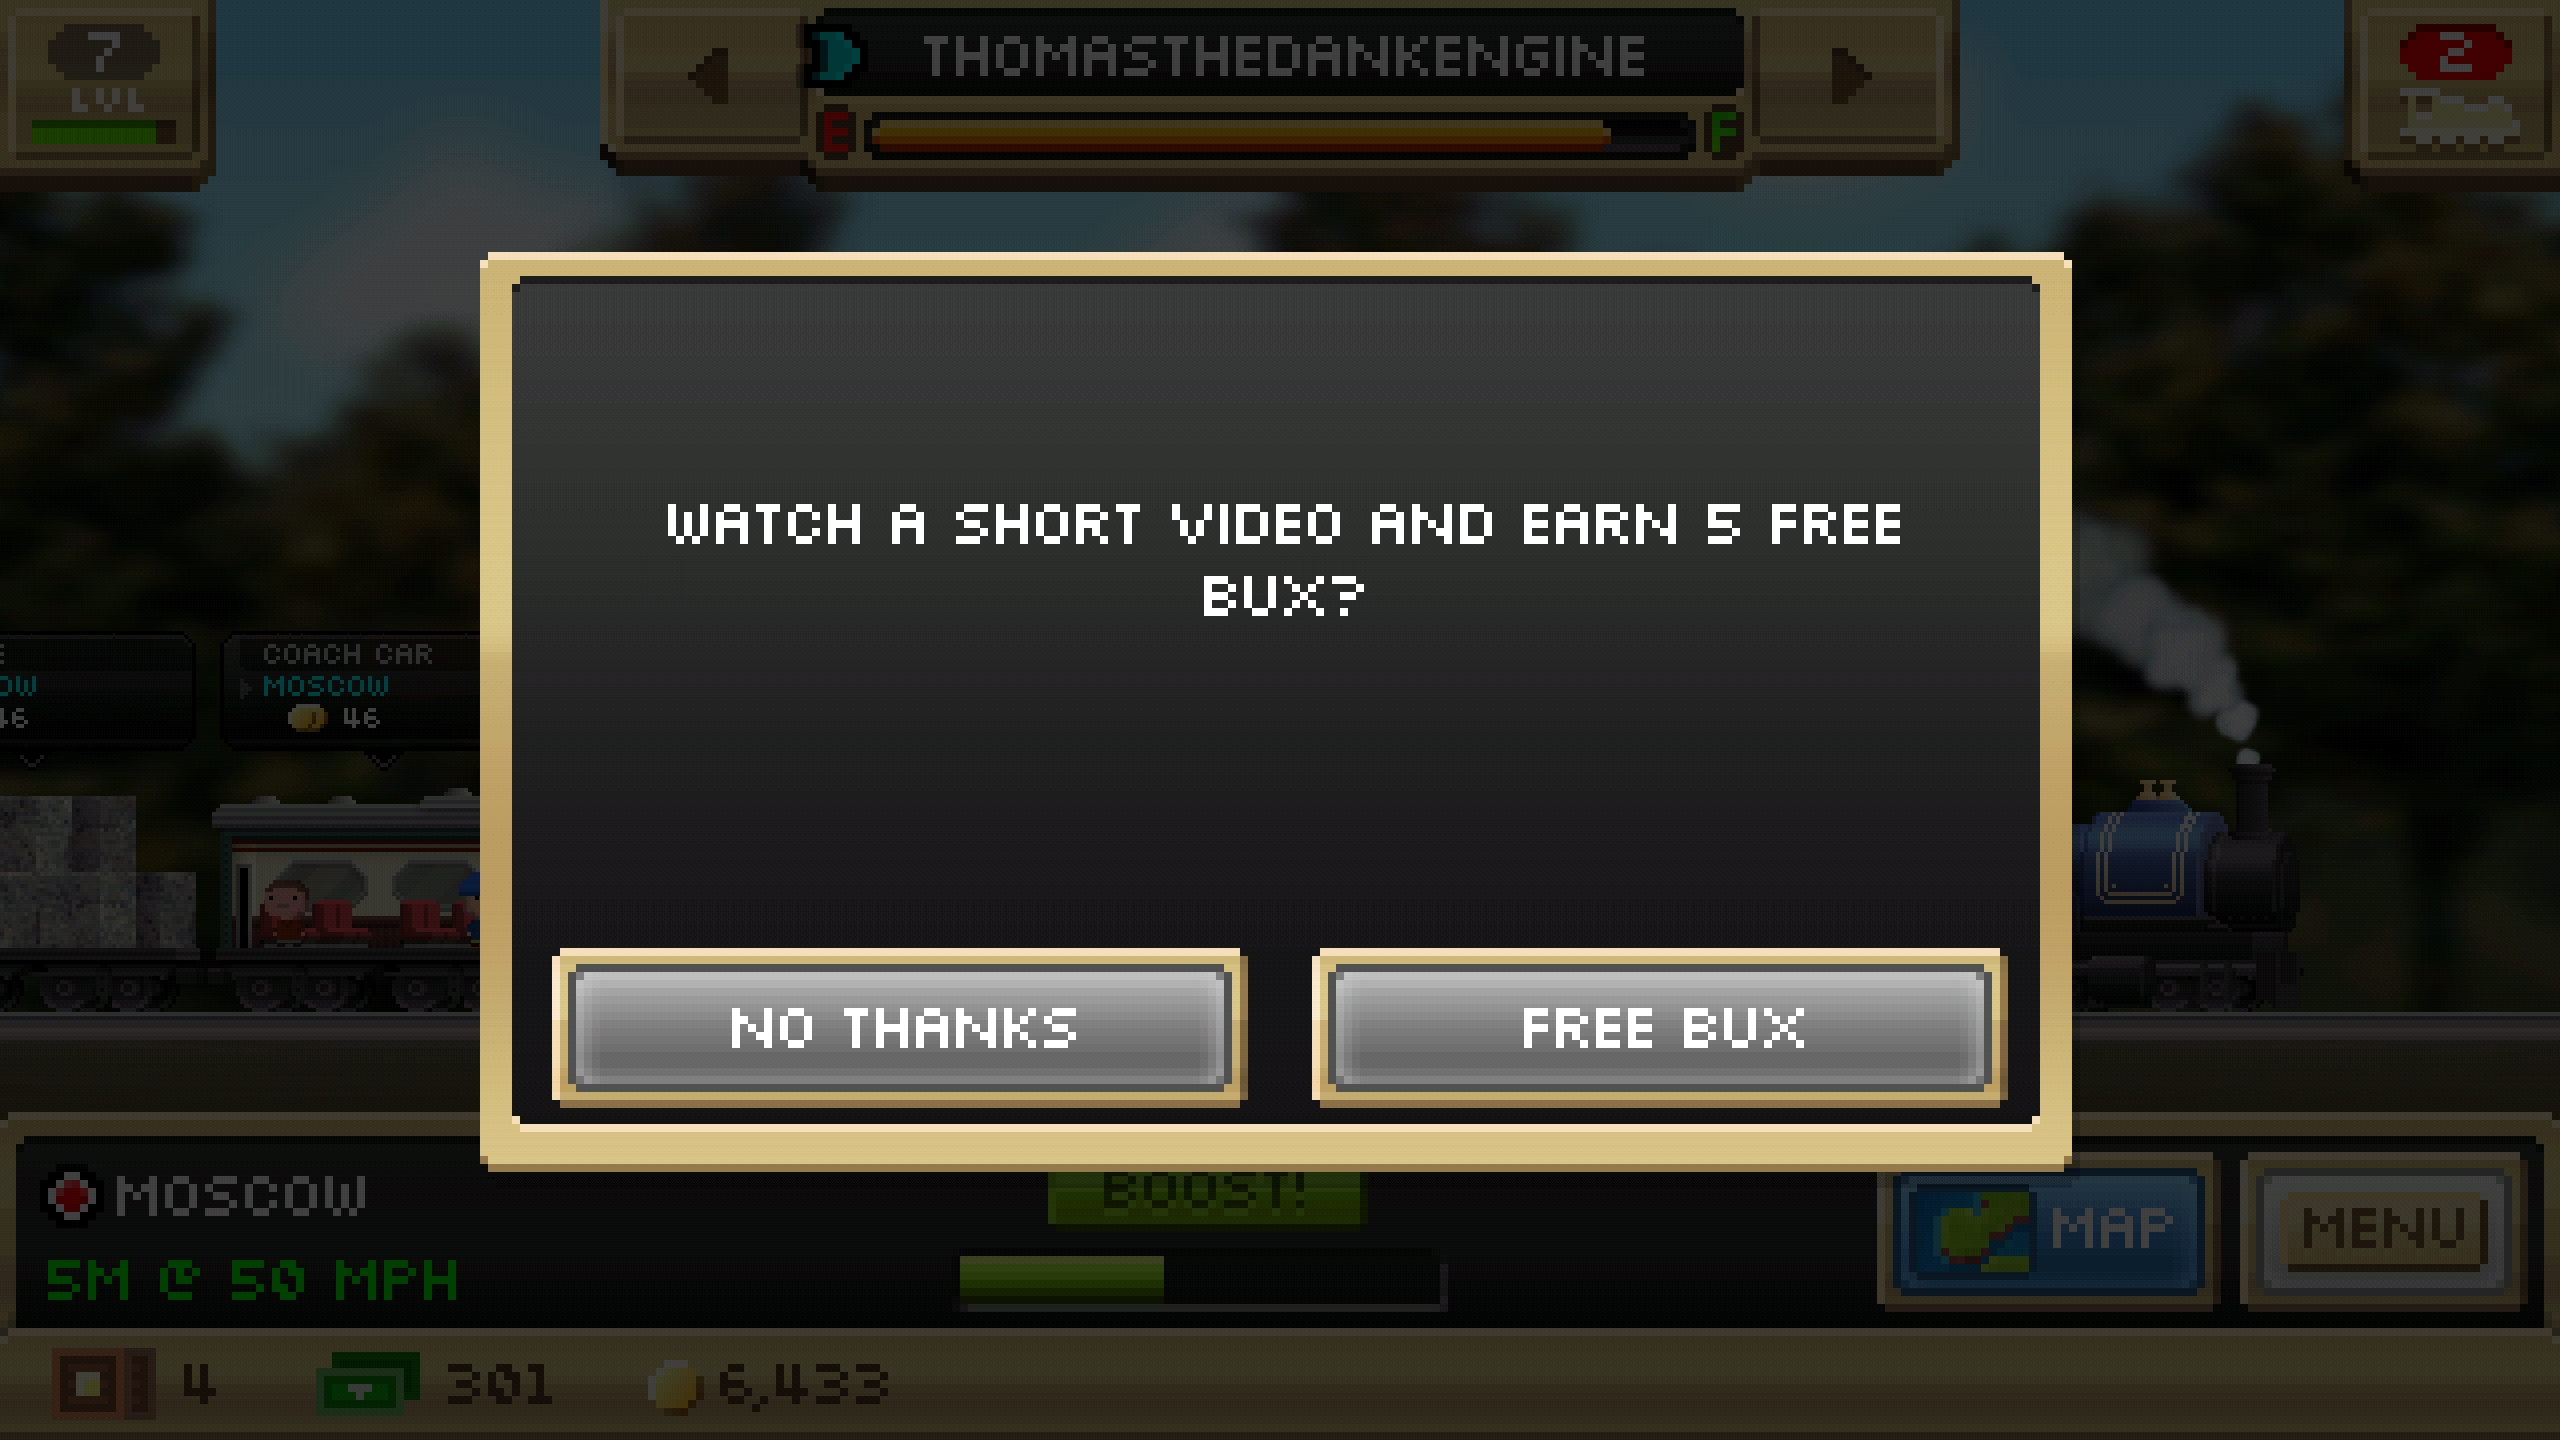 7
LVL
THOMASTHEDANKENGINE
E
F
2
WATCH A SHORT VIDEO AND EARN 5 FREE
BUX?
COACH CAR
MOSCOW
46
46
NO THANKS
FREE BUX
MOSCOW
5M @ 50 MPH
BOOST!
MAP
MENU
4
301
6,433